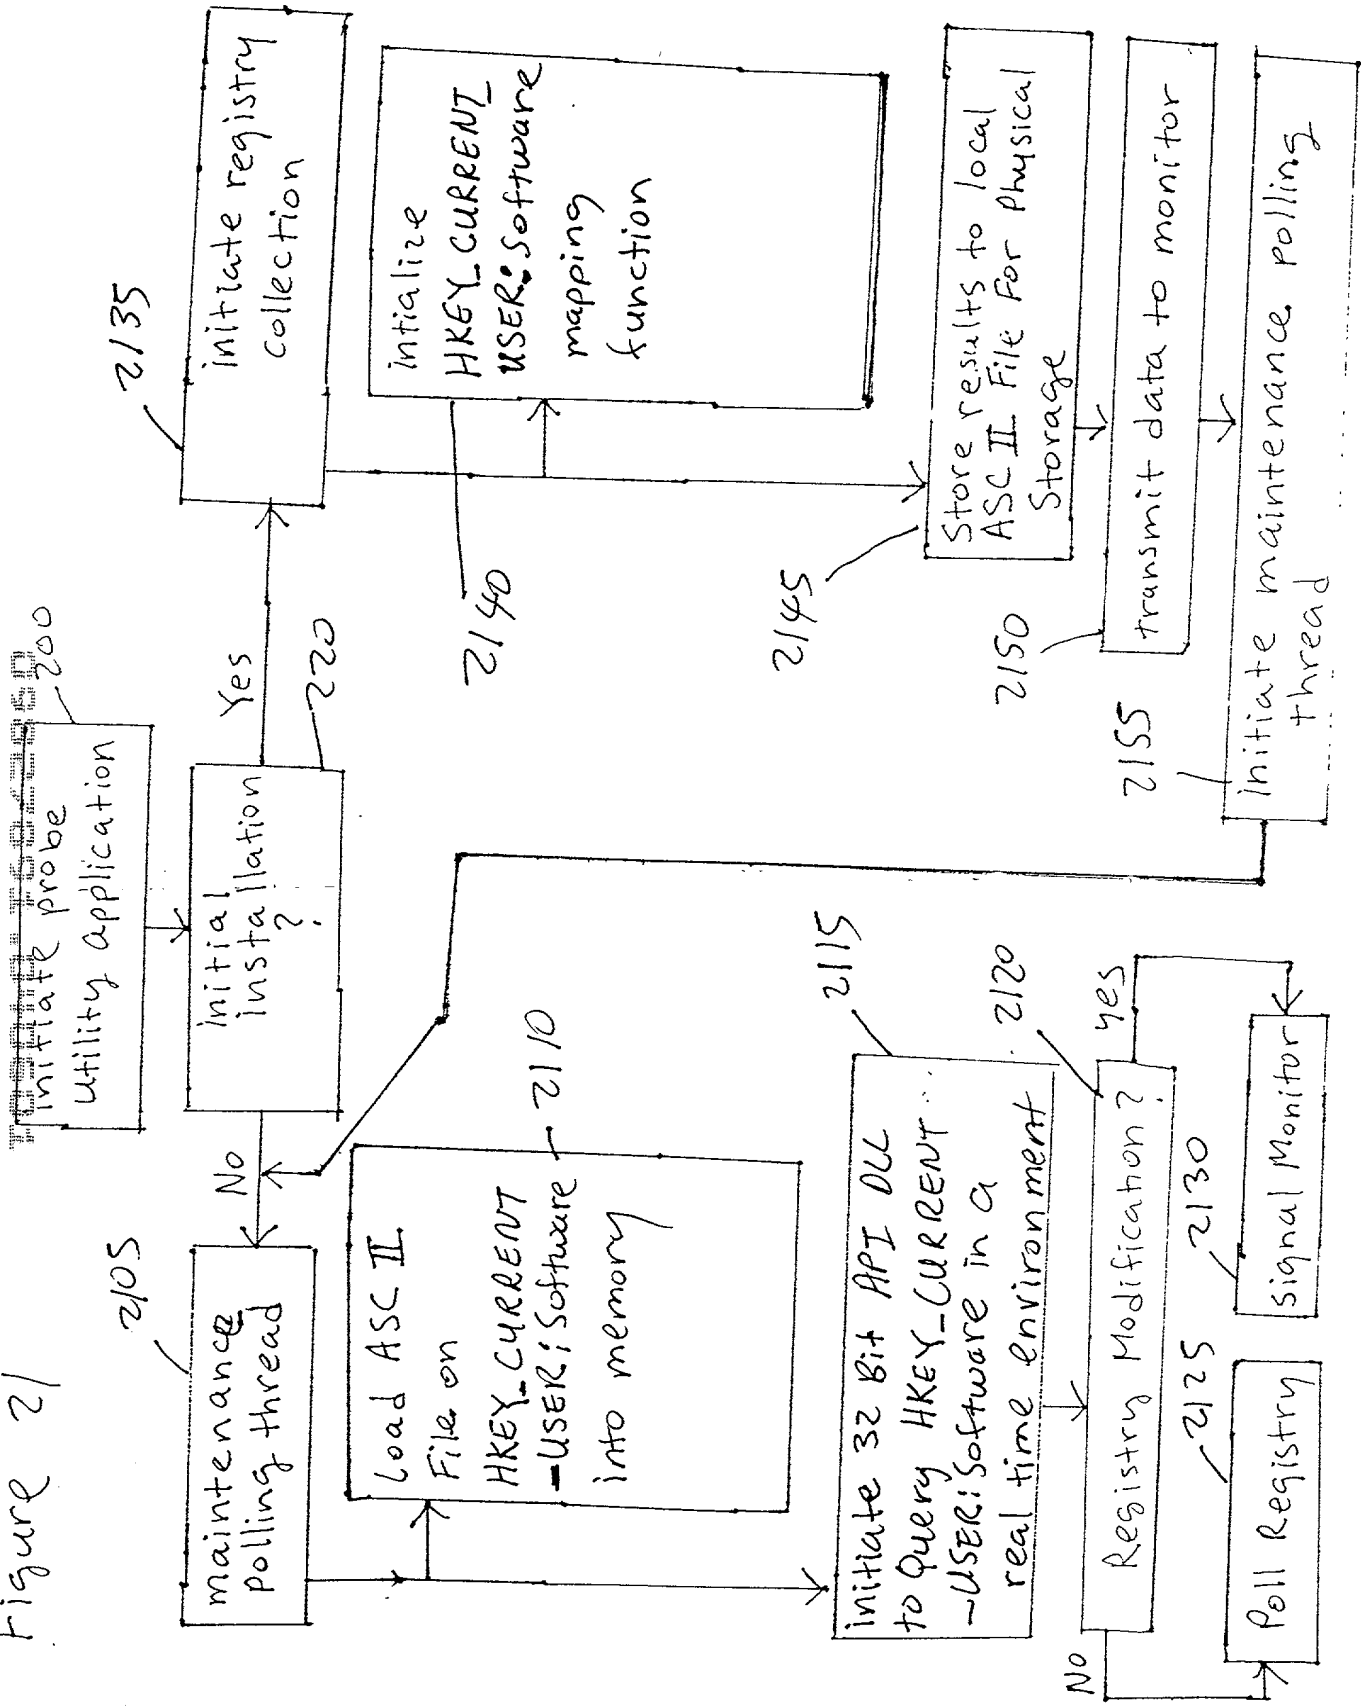 Figure 21
initiate probe
utility application
200
initial
installation
?
220
No
Yes
2105
maintenance
polling thread
Load ASC II
File on
HKEY_CURRENT
-USER:Software
into memory
2110
initiate 32 Bit API DLL
to Query HKEY_CURRENT
-USER:Software in a
real time environment
2115
Registry Modification?
2120
No
yes
2125
Poll Registry
2130
signal Monitor
2135
initiate registry
collection
intialize
HKEY_CURRENT_
USER:Software
mapping
function
2140
Store results to local
ASC II File For Physical
Storage
2145
2150
transmit data to monitor
2155
initiate maintenance polling
thread